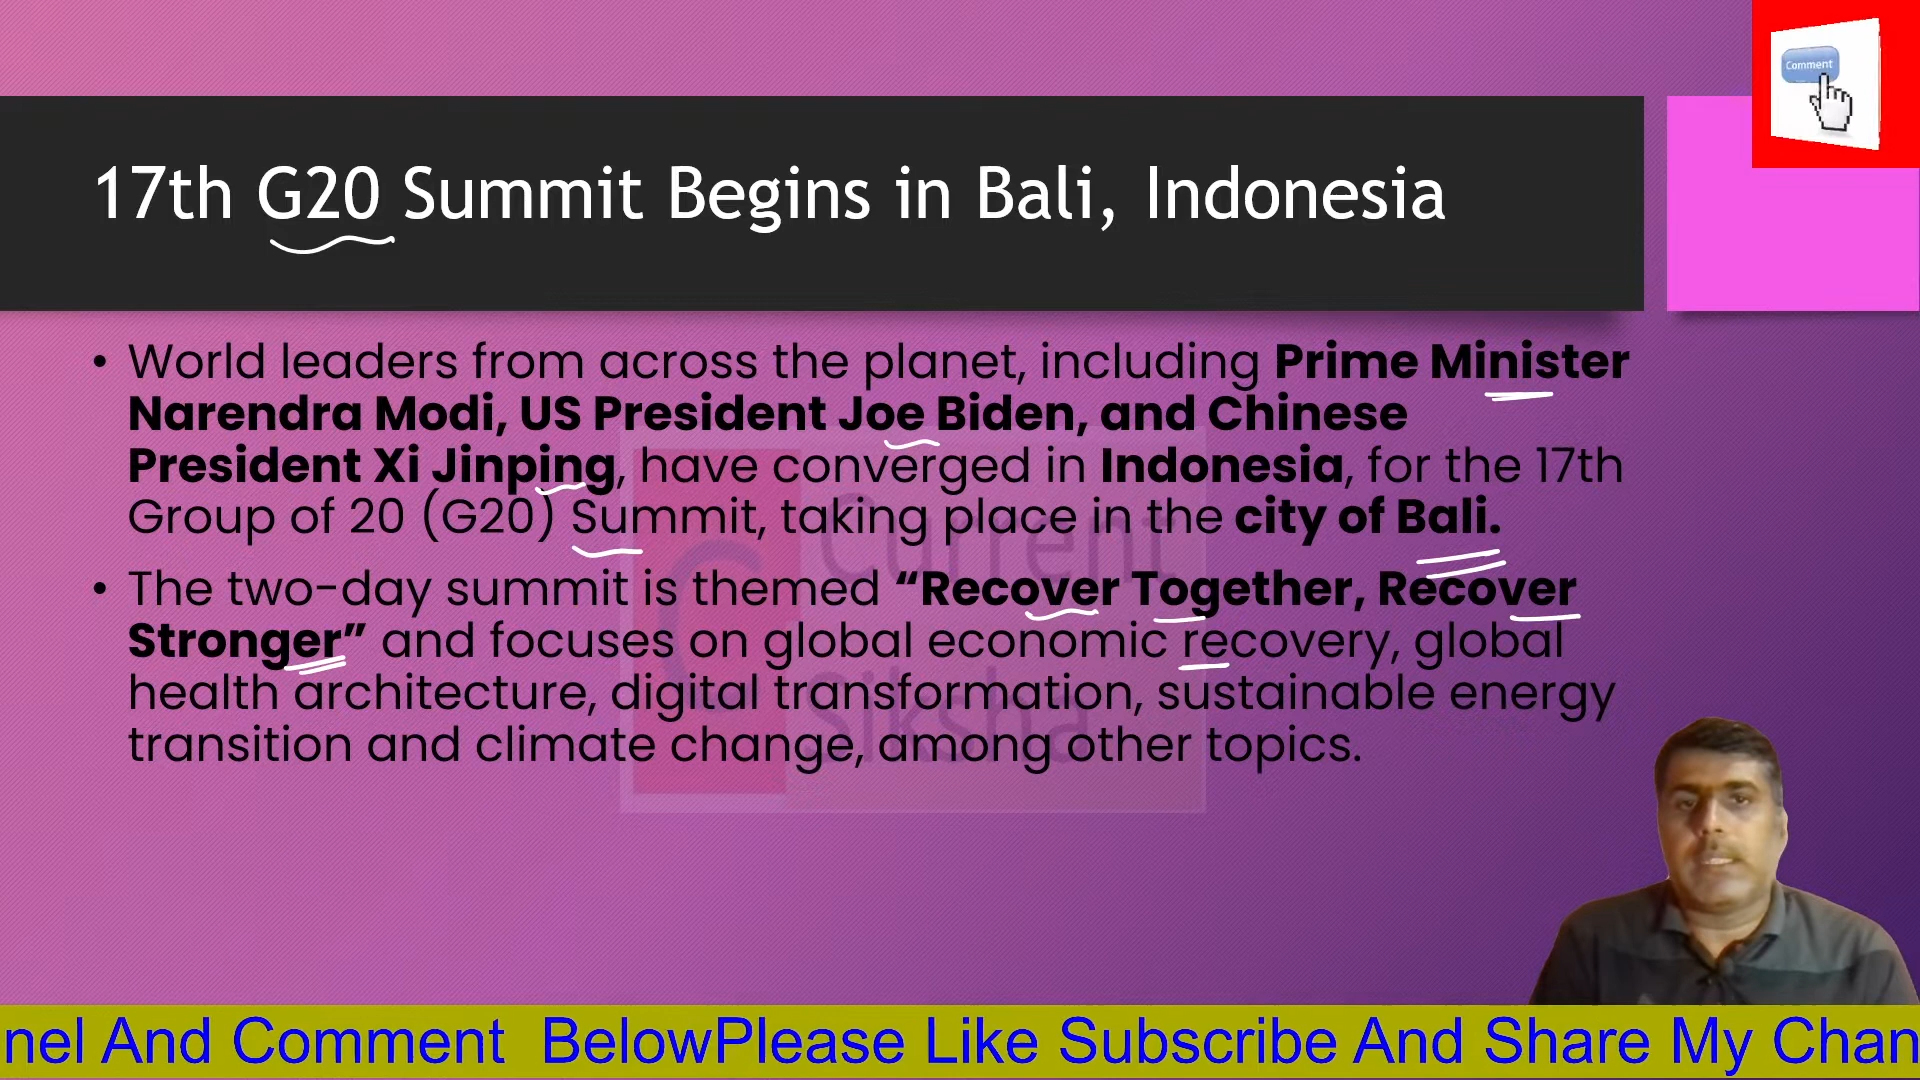 Comment
17th G20 Summit Begins in Bali, Indonesia
• World leaders from across the planet, including Prime Minister
Narendra Modi, US President Joe Biden, and Chinese
President Xi Jinping, have converged in Indonesia, for the 17th
Group of 20 (G20) Summit, taking place in the city of Bali.
• The two-day summit is themed “Recover Together, Recover
Stronger” and focuses on global economic recovery, global
health architecture, digital transformation, sustainable energy
transition and climate change, among other topics.
Current
Siksha
nel And Comment  BelowPlease Like Subscribe And Share My Chan